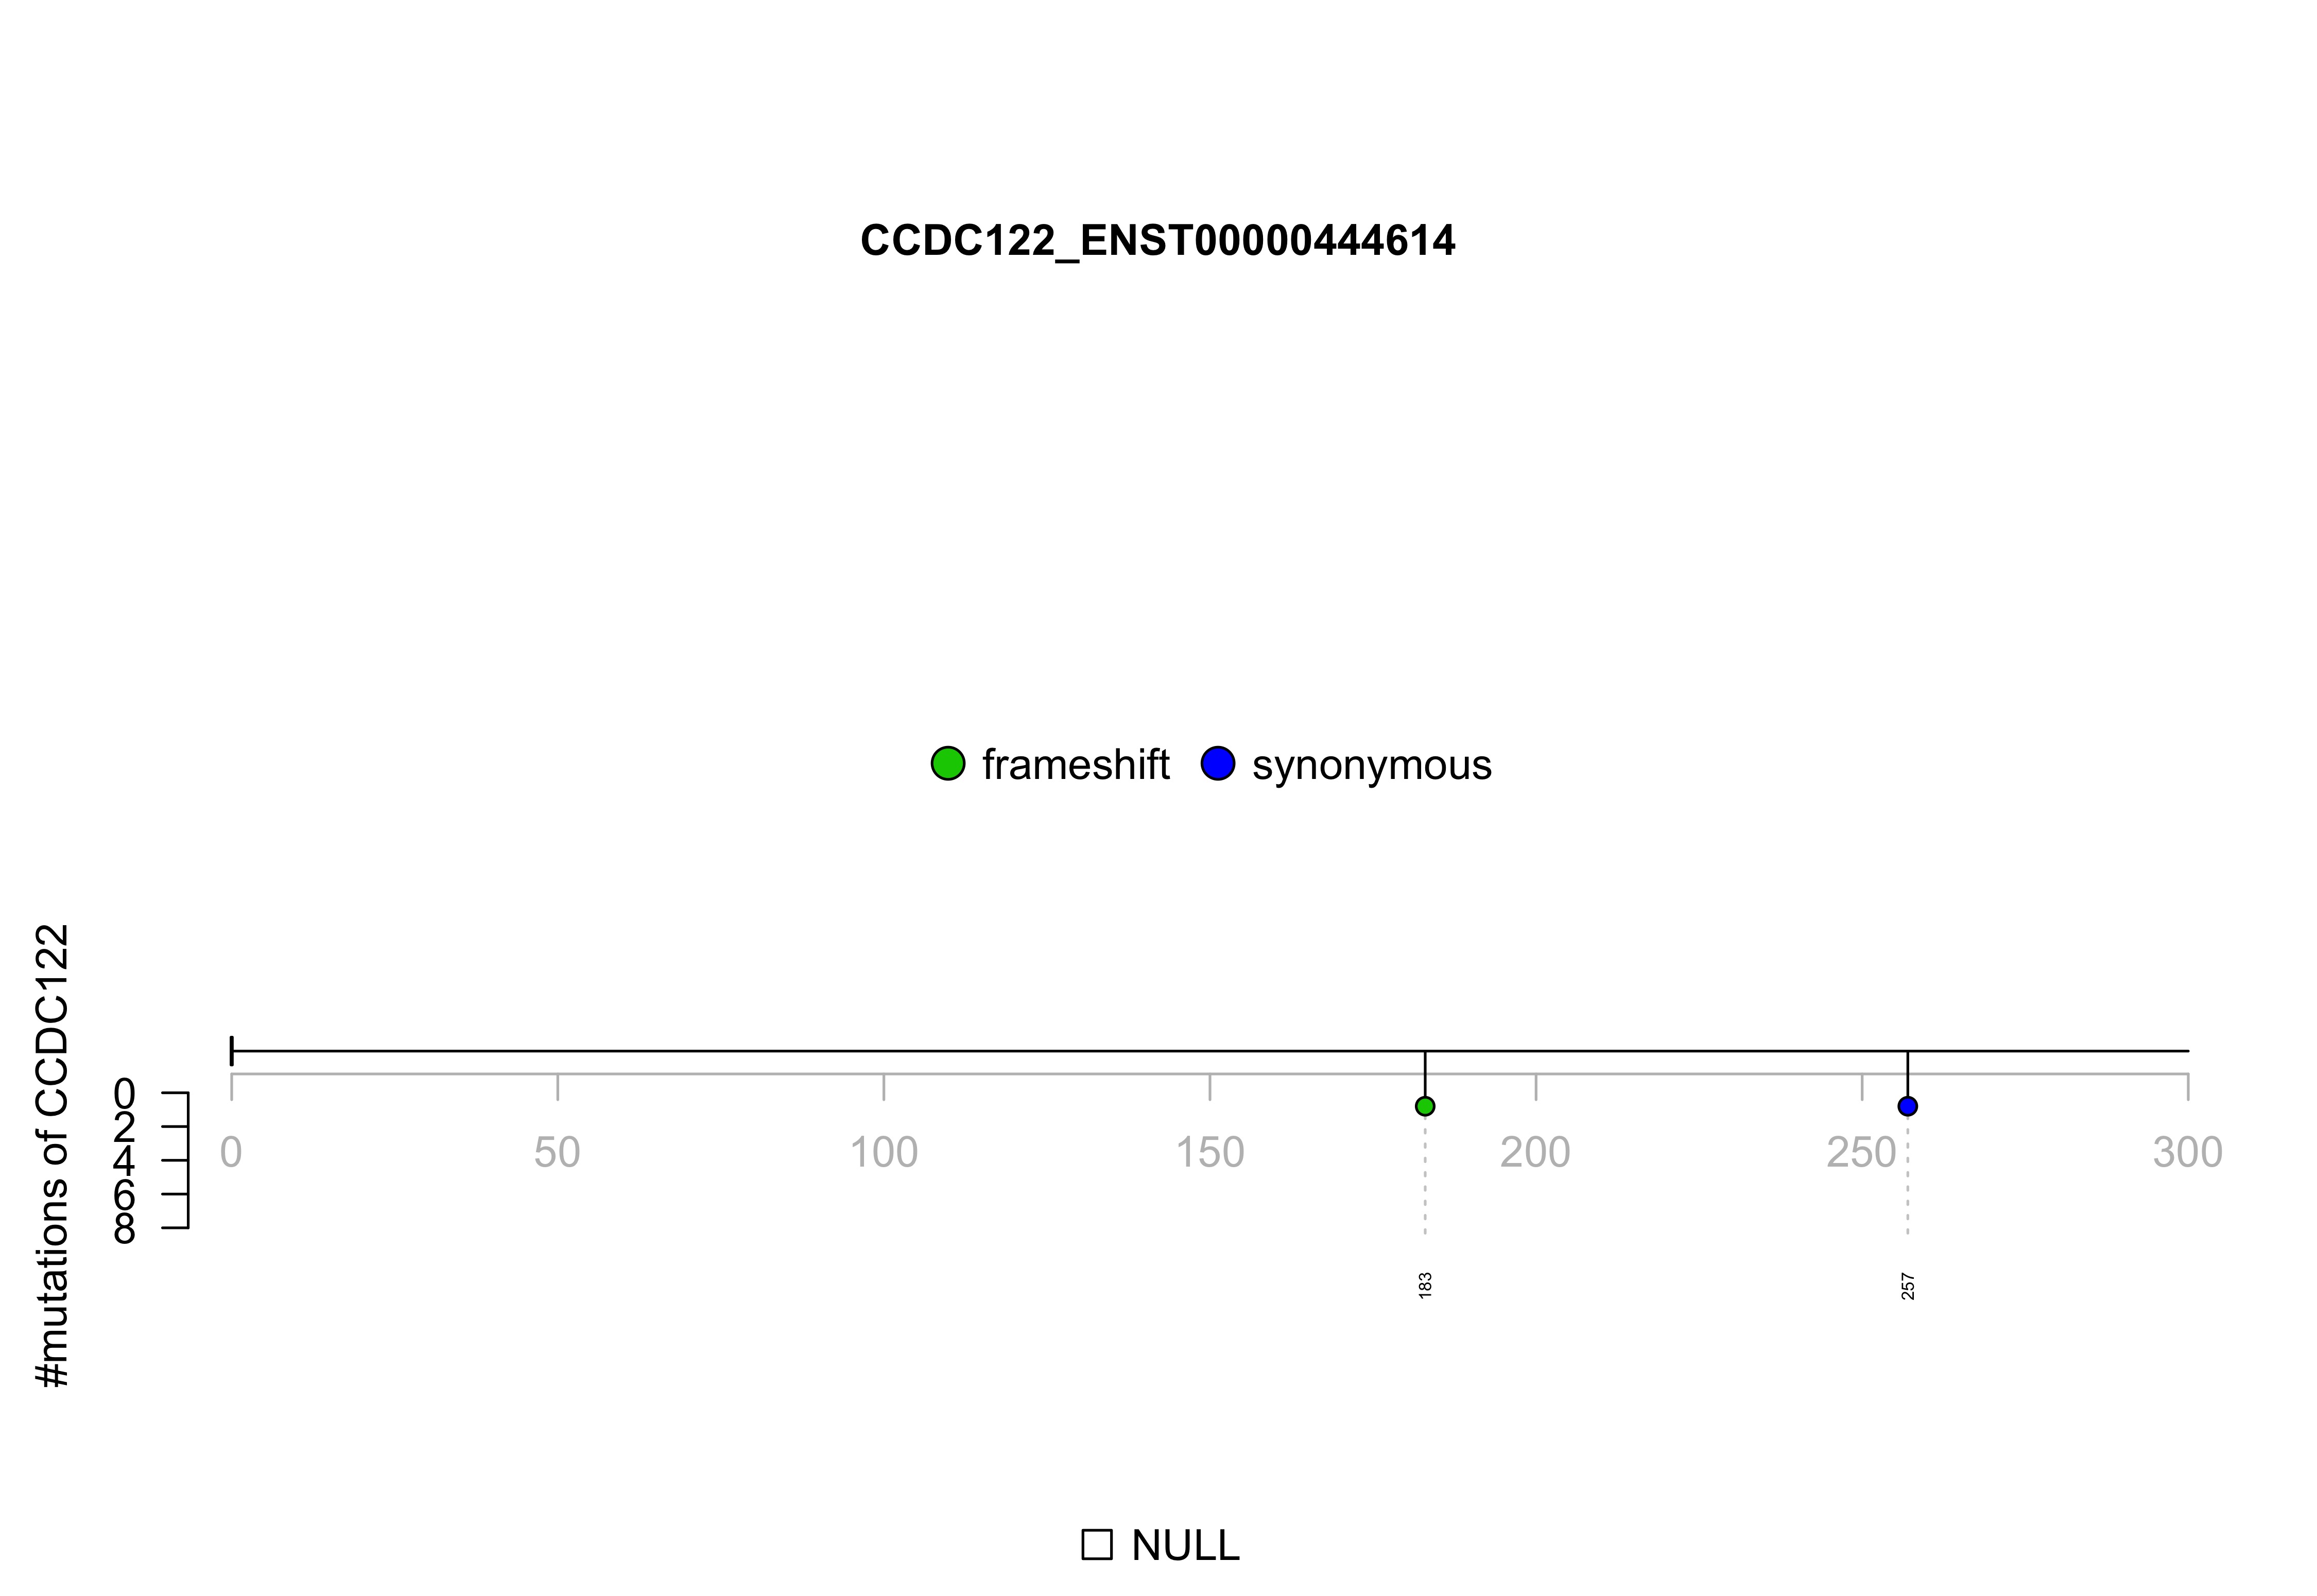 CCDC122_ENST00000444614
frameshift synonymous
#mutations of CCDC122
0
2
4
6
8
0 50 100 150 200 250 300
183 257
NULL